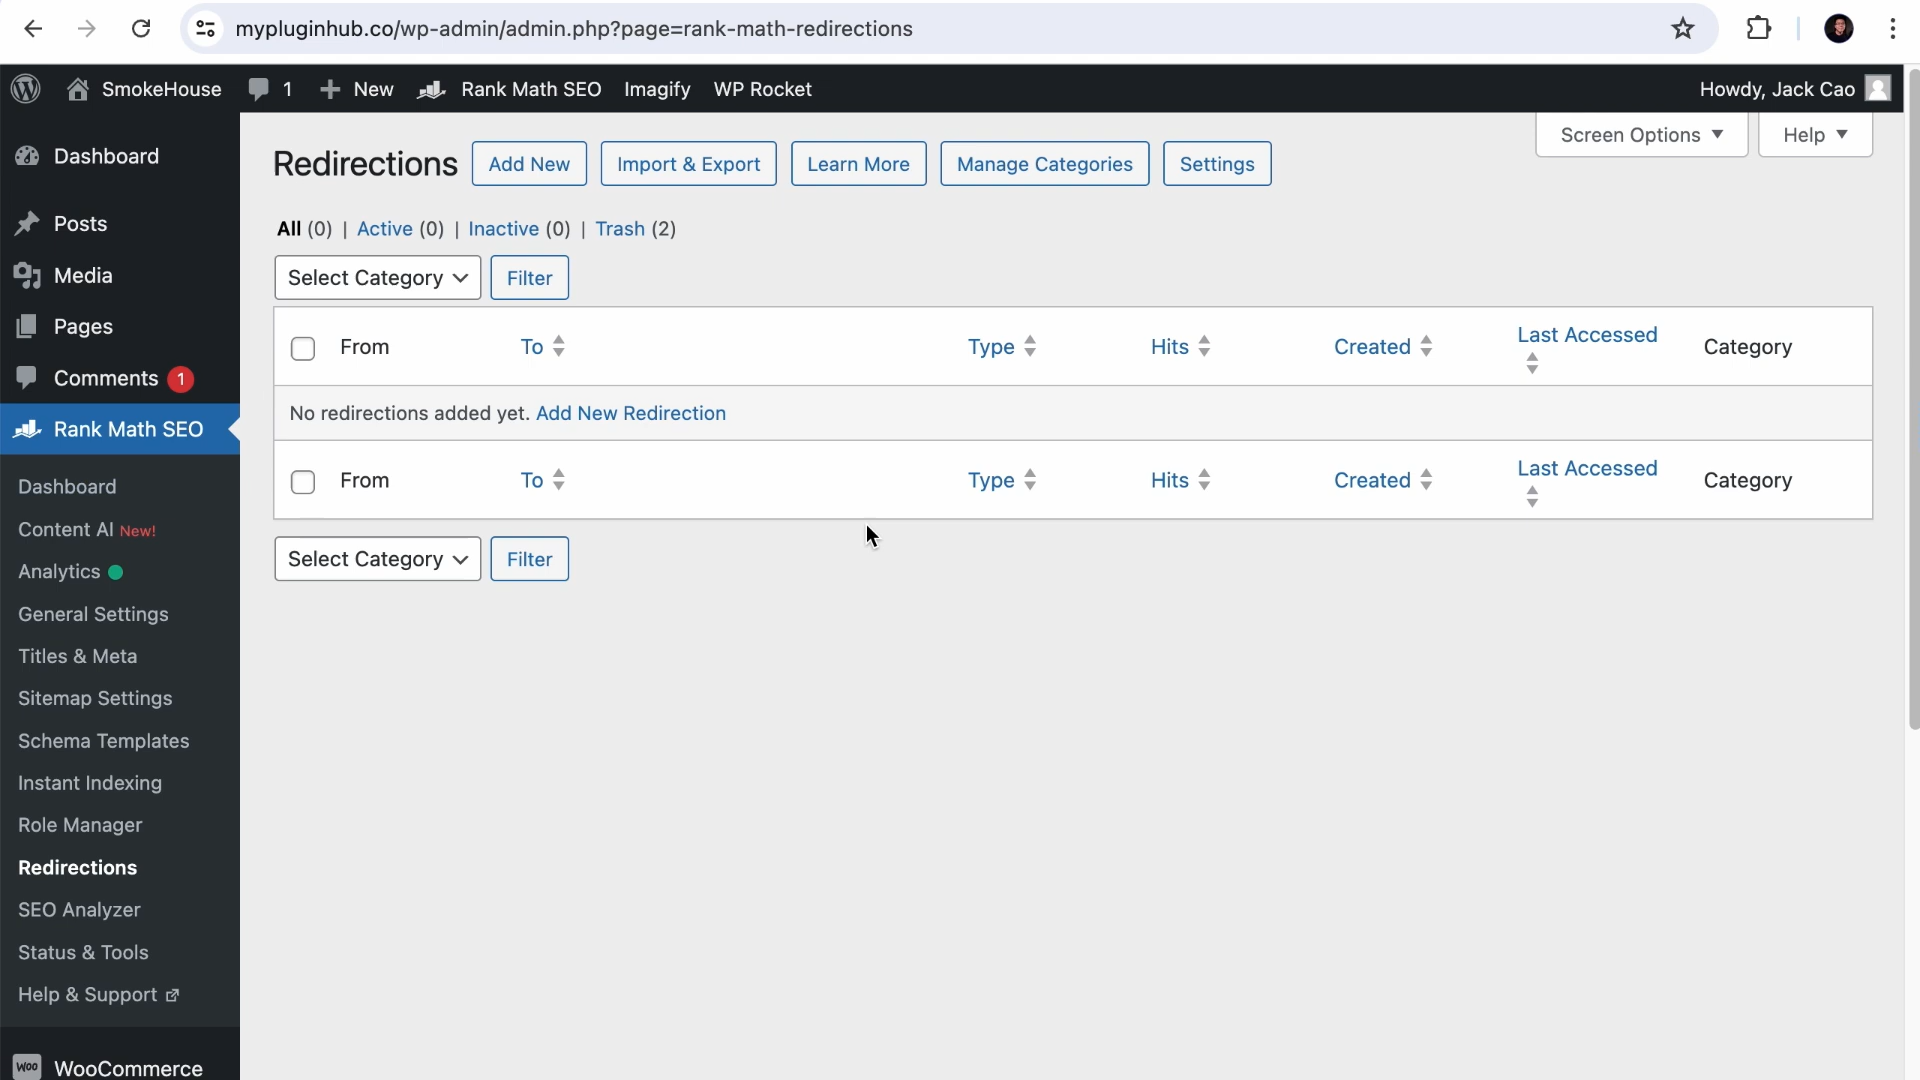 mypluginhub.co/wp-admin/admin.php?page=rank-math-redirections
SmokeHouse 1 New Rank Math SEO Imagify WP Rocket Howdy, Jack Cao
Screen Options Help
Redirections Add New Import & Export Learn More Manage Categories Settings
All (0) | Active (0) | Inactive (0) | Trash (2)
Select Category Filter
From To Type Hits Created Last Accessed Category
No redirections added yet. Add New Redirection
From To Type Hits Created Last Accessed Category
Select Category Filter
Dashboard
Posts
Media
Pages
Comments 1
Rank Math SEO
Dashboard
Content AI New!
Analytics
General Settings
Titles & Meta
Sitemap Settings
Schema Templates
Instant Indexing
Role Manager
Redirections
SEO Analyzer
Status & Tools
Help & Support
Woo WooCommerce